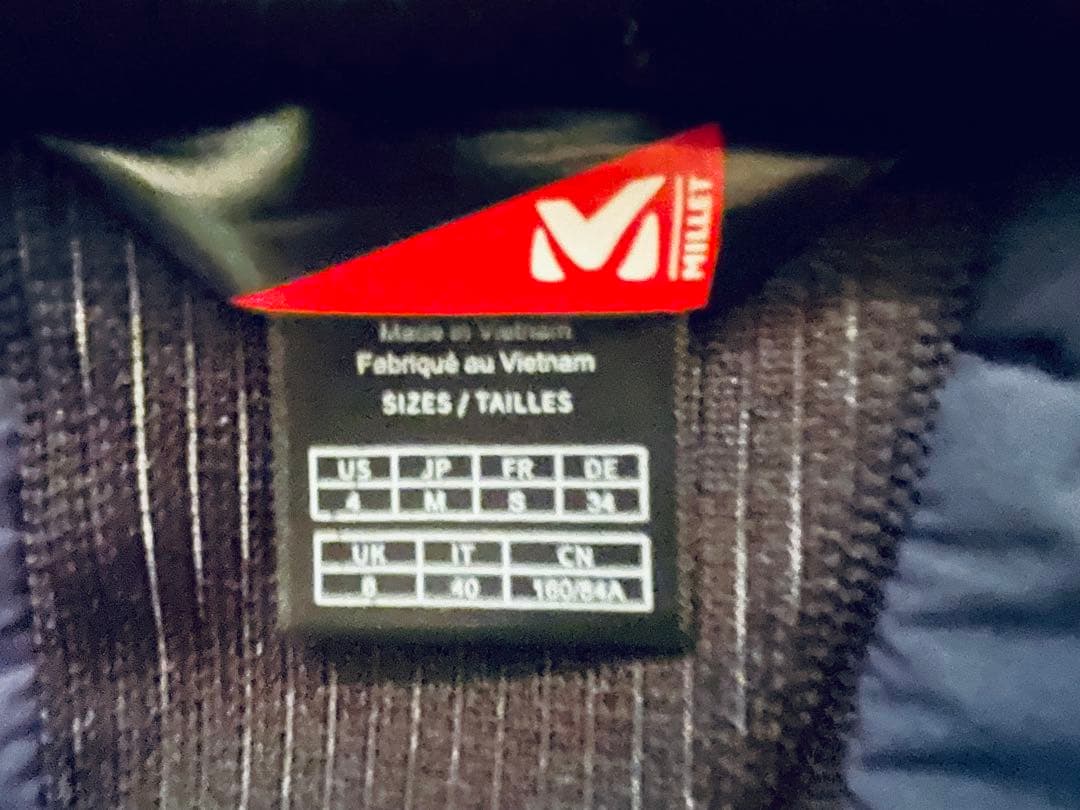 MILLET
Made in Vietnam
Fabriqué au Vietnam
SIZES / TAILLES
US JP FR DE
4 M S 34
UK IT CN
8 40 160/84A